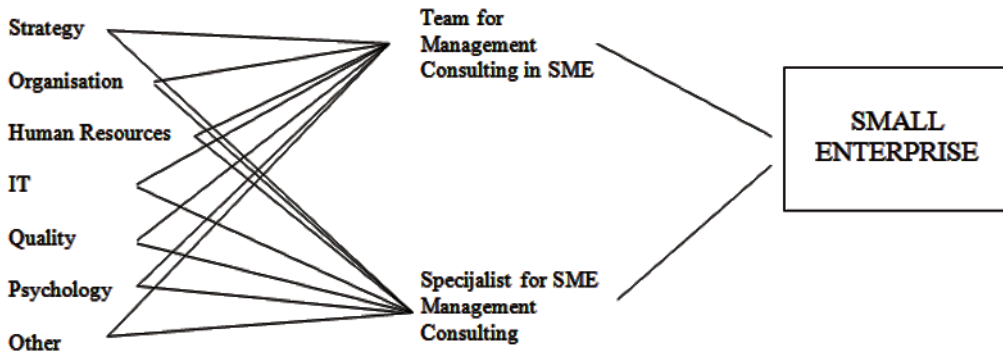 Strategy
Organisation
Human Resources
IT
Quality
Psychology
Other
Team for
Management
Consulting in SME
Specijalist for SME
Management
Consulting
SMALL
ENTERPRISE